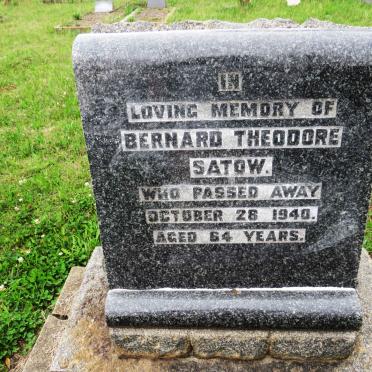 IN
LOVING MEMORY OF
BERNARD THEODORE
SATOW.
WHO PASSED AWAY
OCTOBER 26 1940.
AGED 64 YEARS.